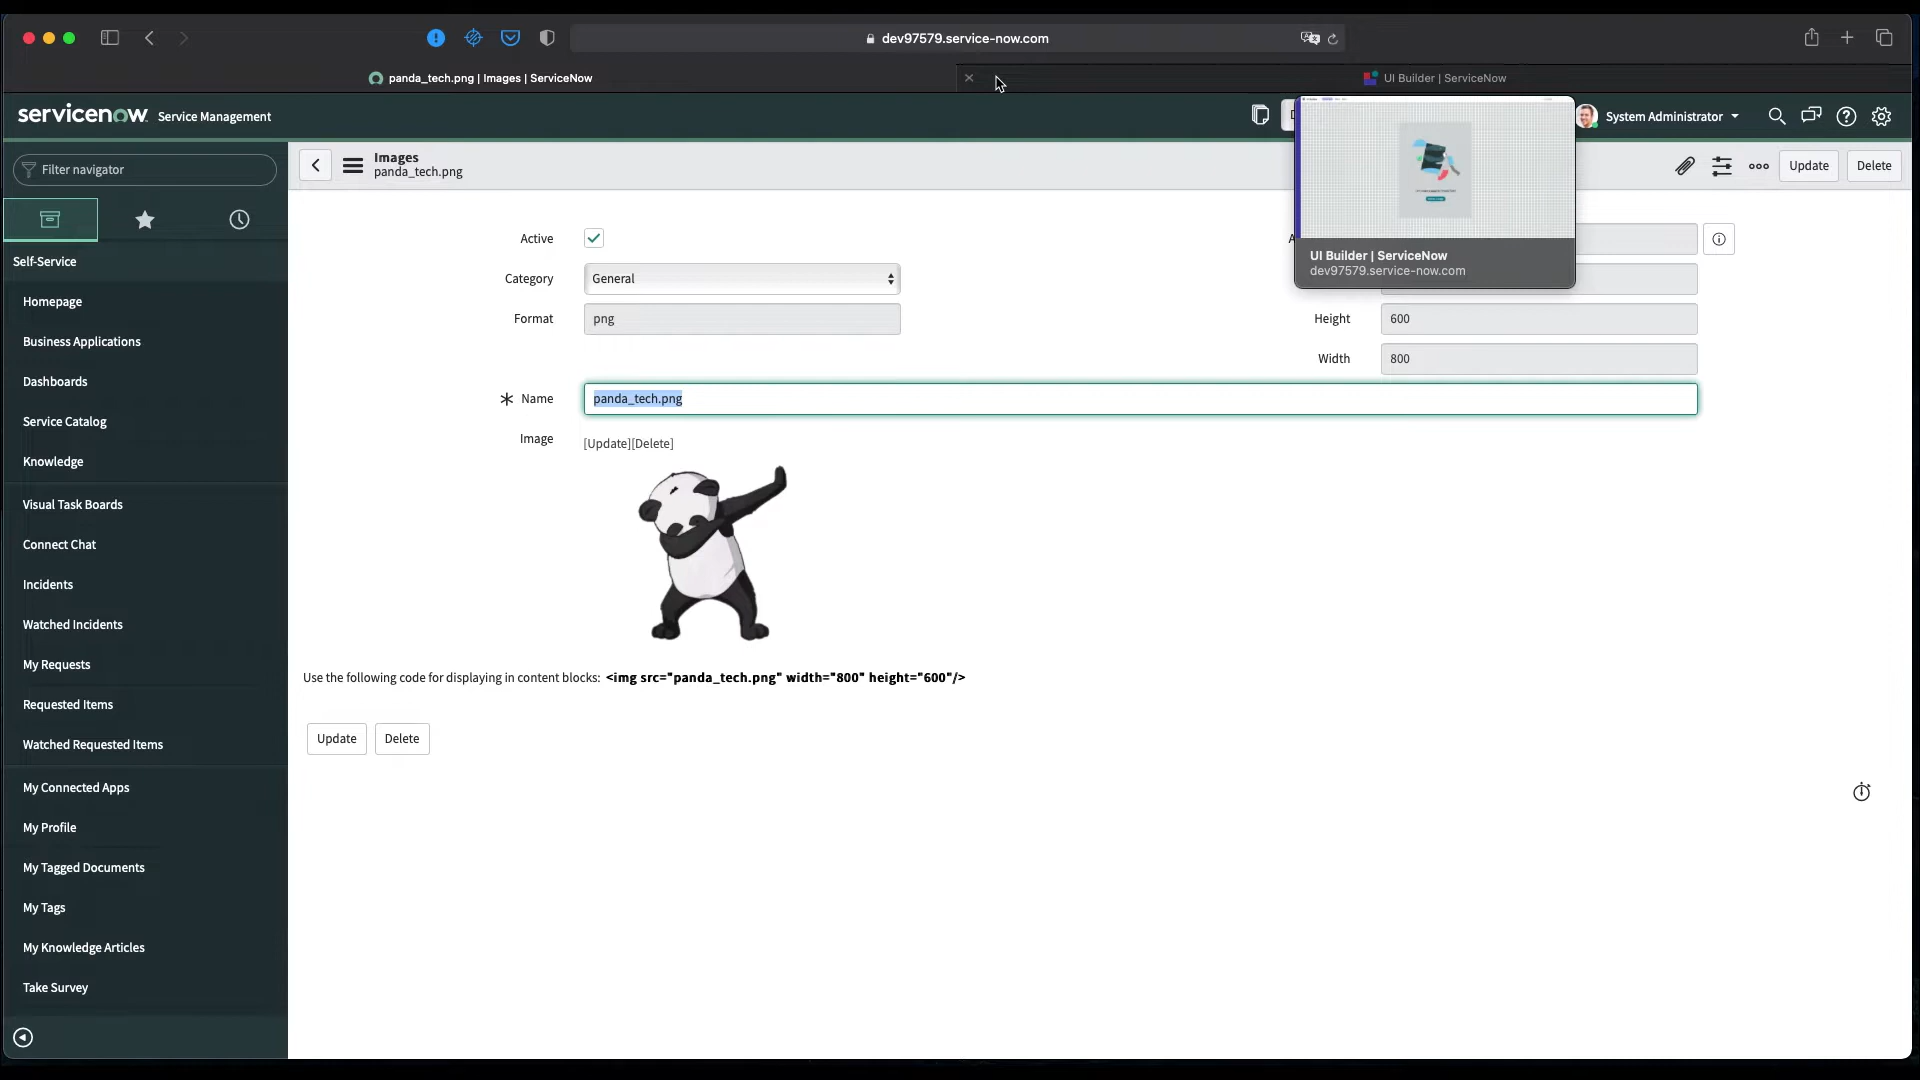 dev97579.service-now.com
panda_tech.png | Images | ServiceNow
UI Builder | ServiceNow
servicenow Service Management
System Administrator
Filter navigator
Images
panda_tech.png
Update
Delete
Self-Service
Homepage
Business Applications
Dashboards
Service Catalog
Knowledge
Visual Task Boards
Connect Chat
Incidents
Watched Incidents
My Requests
Requested Items
Watched Requested Items
My Connected Apps
My Profile
My Tagged Documents
My Tags
My Knowledge Articles
Take Survey
Active
Category General
Format png
UI Builder | ServiceNow
dev97579.service-now.com
Height 600
Width 800
Name panda_tech.png
Image [Update][Delete]
Use the following code for displaying in content blocks: <img src="panda_tech.png" width="800" height="600"/>
Update Delete